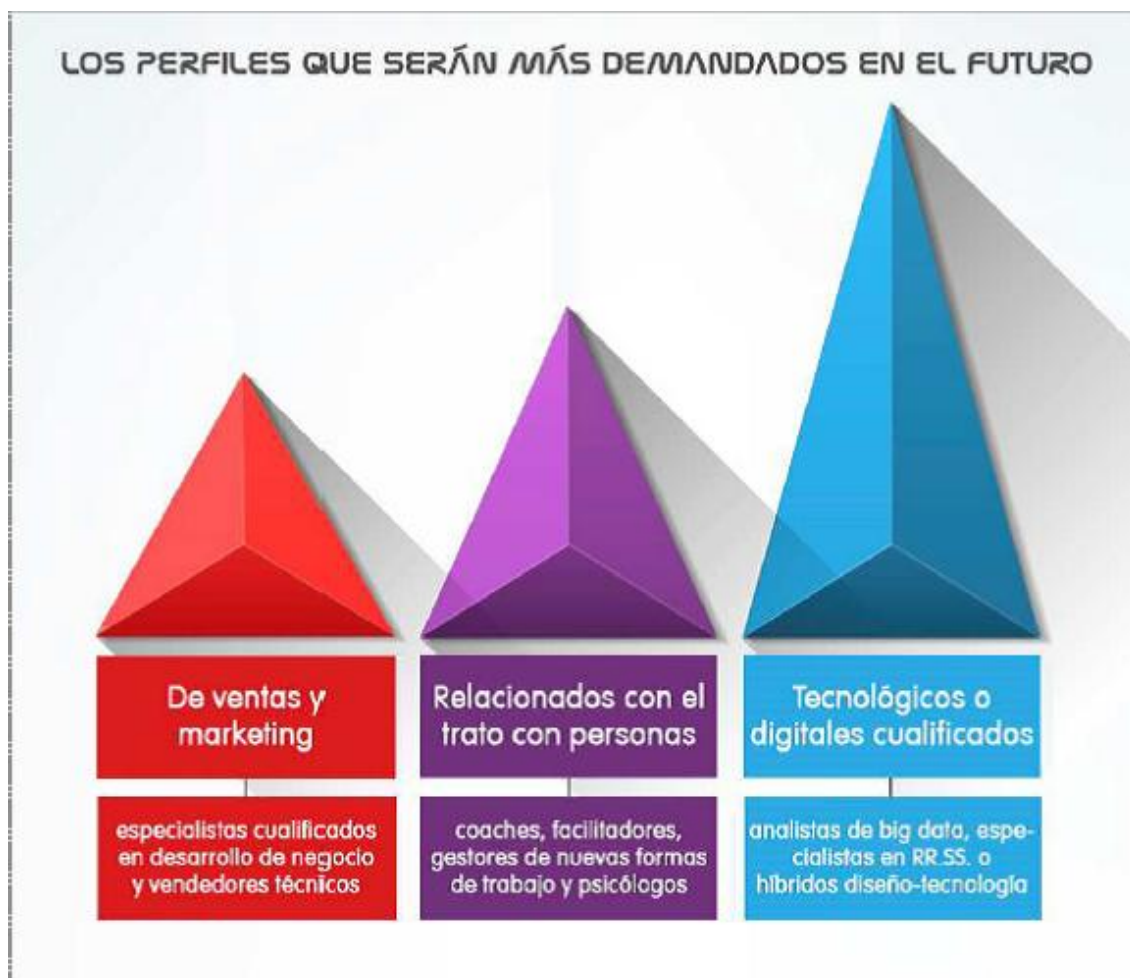 LOS PERFILES QUE SERÁN MÁS DEMANDADOS EN EL FUTURO
De ventas y
marketing
especialistas cualificados
en desarrollo de negocio
y vendedores técnicos
Relacionados con el
trato con personas
coaches, facilitadores,
gestores de nuevas formas
de trabajo y psicólogos
Tecnológicos o
digitales cualificados
analistas de big data, espe-
cialistas en RR.SS. o
híbridos diseño-tecnología